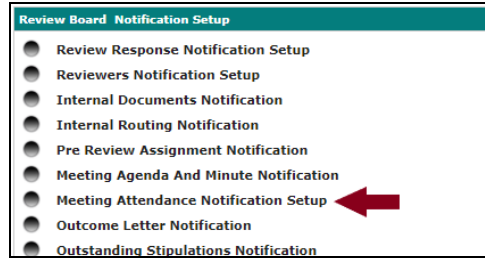 Review Board Notification Setup
Review Response Notification Setup
Reviewers Notification Setup
Internal Documents Notification
Internal Routing Notification
Pre Review Assignment Notification
Meeting Agenda And Minute Notification
Meeting Attendance Notification Setup
Outcome Letter Notification
Outstanding Stipulations Notification